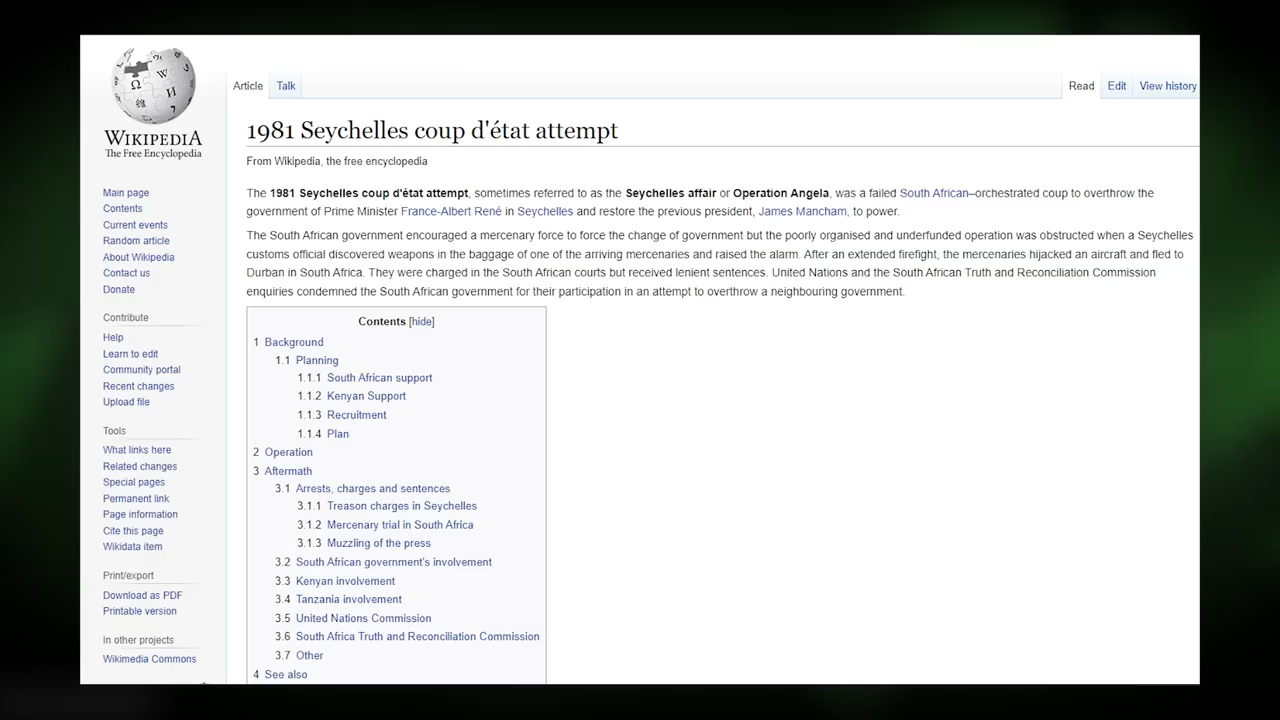 WIKIPEDIA
The Free Encyclopedia
Main page
Contents
Current events
Random article
About Wikipedia
Contact us
Donate
Contribute
Help
Learn to edit
Community portal
Recent changes
Upload file
Tools
What links here
Related changes
Special pages
Permanent link
Page information
Cite this page
Wikidata item
Print/export
Download as PDF
Printable version
In other projects
Wikimedia Commons
Article Talk Read Edit View history
1981 Seychelles coup d'état attempt
From Wikipedia, the free encyclopedia
The 1981 Seychelles coup d'état attempt, sometimes referred to as the Seychelles affair or Operation Angela, was a failed South African–orchestrated coup to overthrow the
government of Prime Minister France-Albert René in Seychelles and restore the previous president, James Mancham, to power.
The South African government encouraged a mercenary force to force the change of government but the poorly organised and underfunded operation was obstructed when a Seychelles
customs official discovered weapons in the baggage of one of the arriving mercenaries and raised the alarm. After an extended firefight, the mercenaries hijacked an aircraft and fled to
Durban in South Africa. They were charged in the South African courts but received lenient sentences. United Nations and the South African Truth and Reconciliation Commission
enquiries condemned the South African government for their participation in an attempt to overthrow a neighbouring government.
Contents [hide]
1 Background
1.1 Planning
1.1.1 South African support
1.1.2 Kenyan Support
1.1.3 Recruitment
1.1.4 Plan
2 Operation
3 Aftermath
3.1 Arrests, charges and sentences
3.1.1 Treason charges in Seychelles
3.1.2 Mercenary trial in South Africa
3.1.3 Muzzling of the press
3.2 South African government's involvement
3.3 Kenyan involvement
3.4 Tanzania involvement
3.5 United Nations Commission
3.6 South Africa Truth and Reconciliation Commission
3.7 Other
4 See also